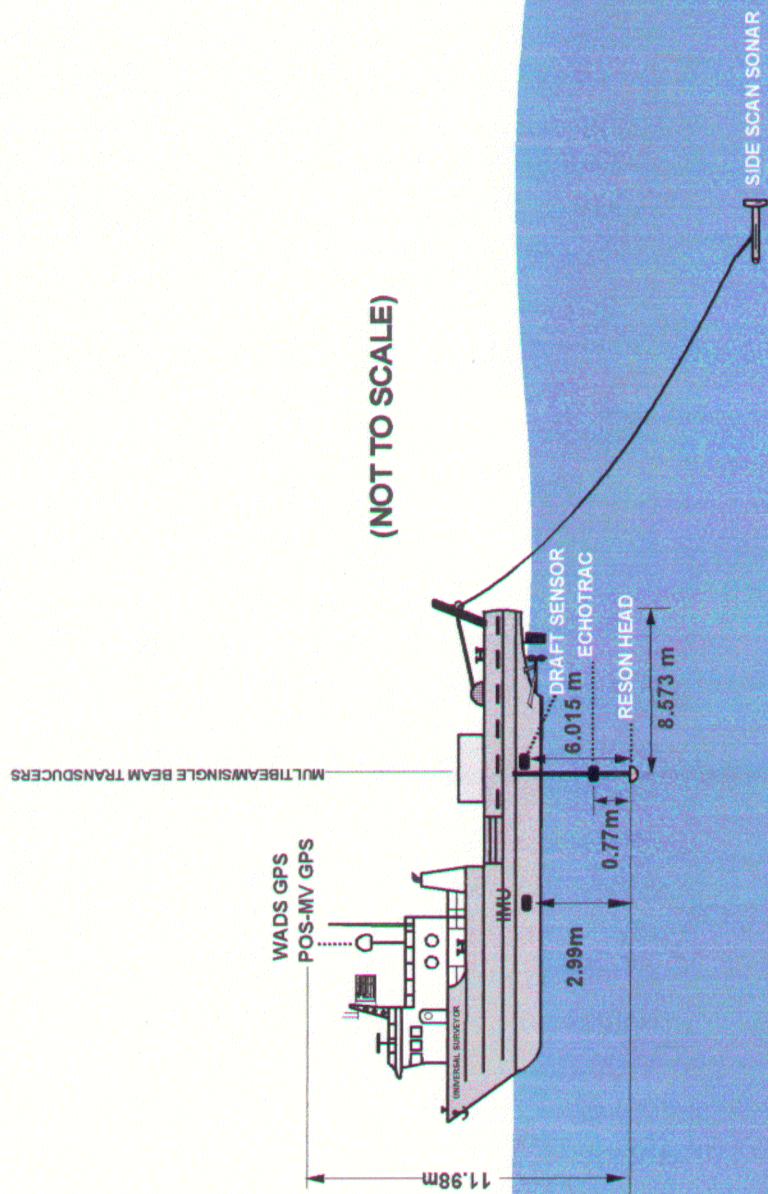 WADS GPS
POS-MV GPS
MULTIBEAM/SINGLE BEAM TRANSDUCERS
(NOT TO SCALE)
UNIVERSAL SURVEYOR
IMU
11.98m
2.99m
0.77m
6.015 m
8.573 m
DRAFT SENSOR
ECHOTRAC
RESON HEAD
SIDE SCAN SONAR